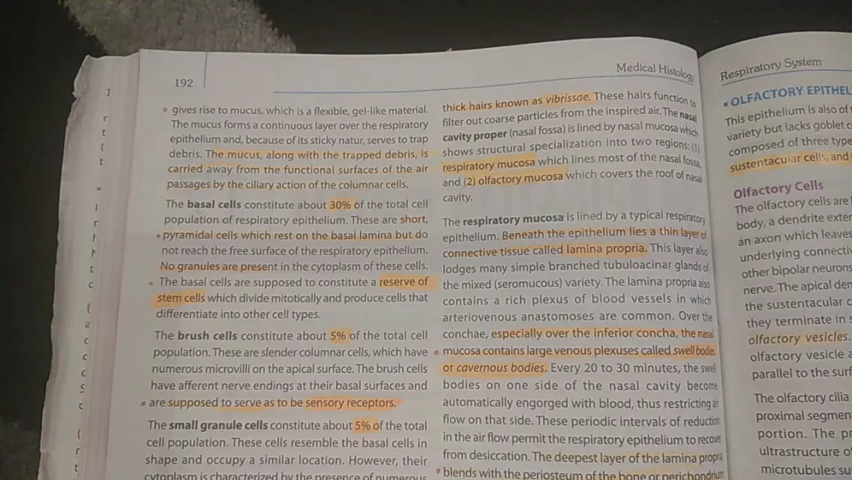 192
gives rise to mucus, which is a flexible, gel-like material.
The mucus forms a continuous layer over the respiratory
epithelium and, because of its sticky natur, serves to trap
debris. The mucus, along with the trapped debris, is
carried away from the functional surfaces of the air
passages by the ciliary action of the columnar cells.
The basal cells constitute about 30% of the total cell
population of respiratory epithelium. These are short,
pyramidal cells which rest on the basal lamina but do
not reach the free surface of the respiratory epithelium.
No granules are present in the cytoplasm of these cells.
The basal cells are supposed to constitute a reserve of
stem cells which divide mitotically and produce cells that
differentiate into other cell types.
The brush cells constitute about 5% of the total cell
population. These are slender columnar cells, which have
numerous microvilli on the apical surface. The brush cells
have afferent nerve endings at their basal surfaces and
are supposed to serve as to be sensory receptors.
The small granule cells constitute about 5% of the total
cell population. These cells resemble the basal cells in
shape and occupy a similar location. However, their
cytoplasm is characterized by the presence of numerous
Medical Histology
thick hairs known as vibrissae. These hairs function to
filter out coarse particles from the inspired air. The nasal
cavity proper (nasal fossa) is lined by nasal mucosa which
shows structural specialization into two regions: (1)
respiratory mucosa which lines most of the nasal fossa,
and (2) olfactory mucosa which covers the roof of nasal
cavity.
The respiratory mucosa is lined by a typical respiratory
epithelium. Beneath the epithelium lies a thin layer of
connective tissue called lamina propria. This layer also
lodges many simple branched tubuloacinar glands of
the mixed (seromucous) variety. The lamina propria also
contains a rich plexus of blood vessels in which
arteriovenous anastomoses are common. Over the
conchae, especially over the inferior concha, the nasal
mucosa contains large venous plexuses called swell bodies
or cavernous bodies. Every 20 to 30 minutes, the swell
bodies on one side of the nasal cavity become
automatically engorged with blood, thus restricting air
flow on that side. These periodic intervals of reduction
in the air flow permit the respiratory epithelium to recover
from desiccation. The deepest layer of the lamina propria
blends with the periosteum of the bone or perichondrium
Respiratory System
OLFACTORY EPITHEL
This epithelium is also of
variety but lacks goblet c
composed of three type
sustentacular cells, and
Olfactory Cells
The olfactory cells are
body, a dendrite exter
an axon which leaves
underlying connectiv
other bipolar neurons
nerve. The apical den
the sustentacular c
they terminate in s
olfactory vesicles.
olfactory vesicle a
parallel to the surf
The olfactory cilia
proximal segmen
portion. The pr
ultrastructure o
microtubules su